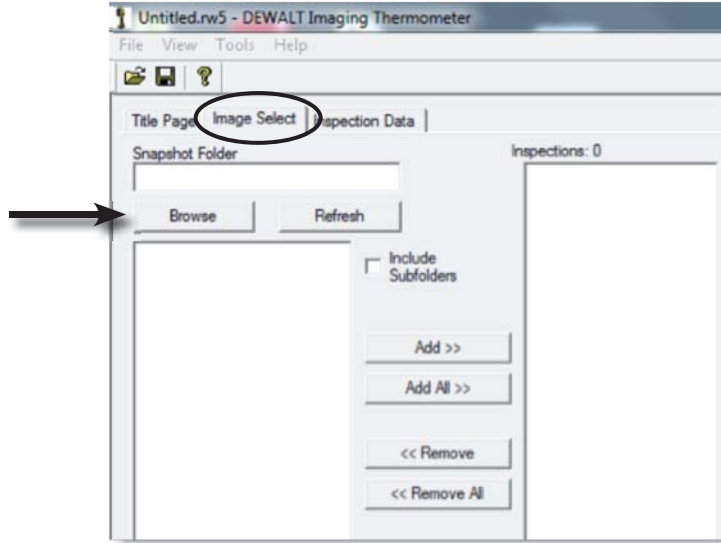 Untitled.rw5 - DEWALT Imaging Thermometer
File View Tools Help
Title Page Image Select Inspection Data
Snapshot Folder
Inspections: 0
Browse Refresh
Include
Subfolders
Add >>
Add All >>
<< Remove
<< Remove All